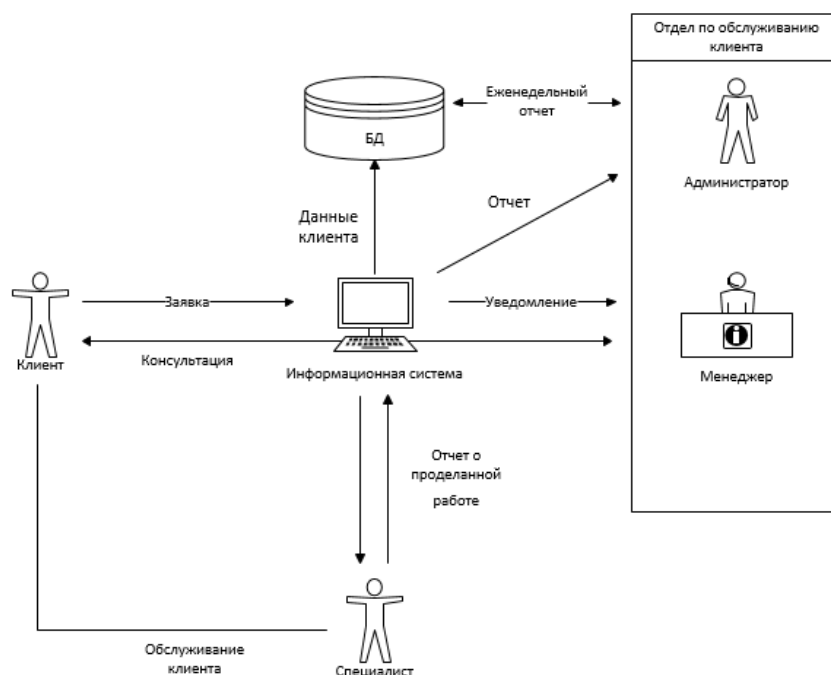 Отдел по обслуживанию
клиента
Еженедельный
отчет
БД
Администратор
Отчет
Данные
клиента
Заявка
Уведомление
Клиент
Консультация
Информационная система
Менеджер
Отчет о
проделанной
работе
Обслуживание
клиента
Специалист